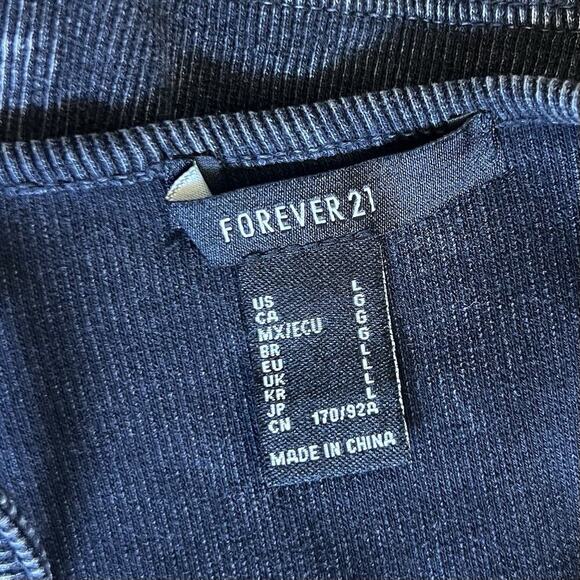 FOREVER 21
US L
CA G
MX/ECU G
BR G
EU L
UK L
KR L
JP L
CN 170/92A
MADE IN CHINA